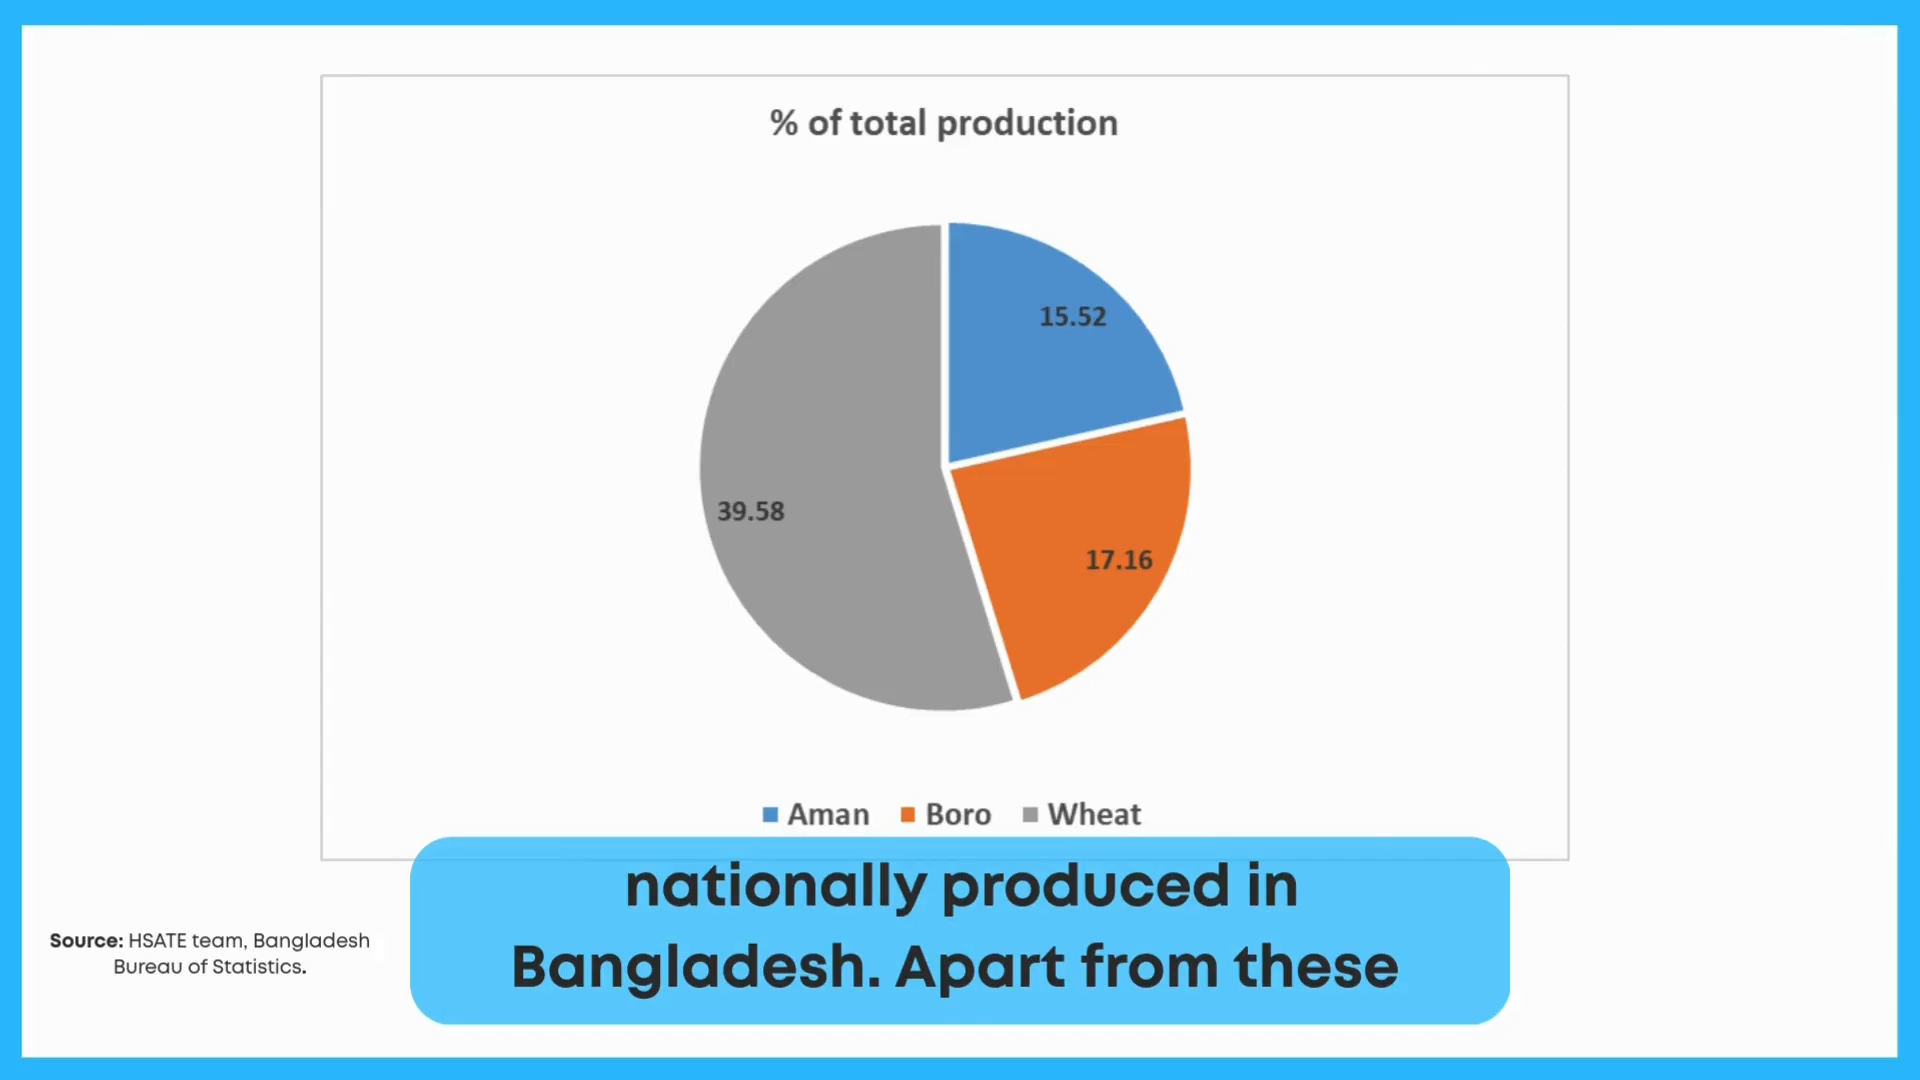 % of total production
15.52
39.58
17.16
Aman Boro Wheat
nationally produced in
Bangladesh. Apart from these
Source: HSATE team, Bangladesh
Bureau of Statistics.